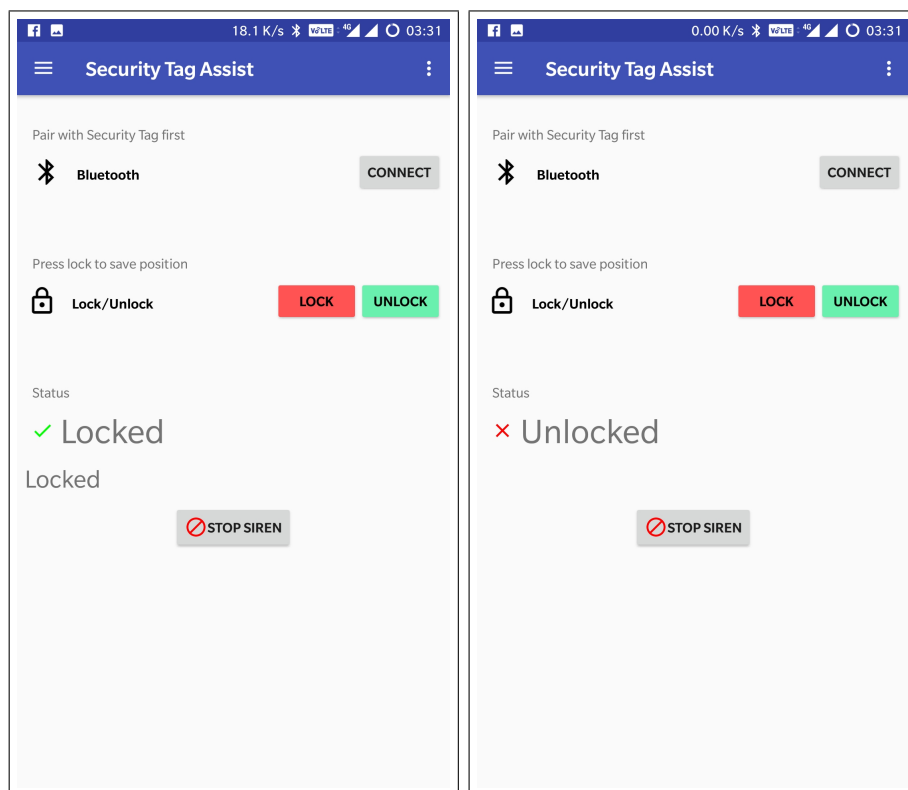 18.1 K/s VoLTE 4G 03:31
Security Tag Assist
Pair with Security Tag first
Bluetooth CONNECT
Press lock to save position
Lock/Unlock LOCK UNLOCK
Status
Locked
Locked
STOP SIREN
0.00 K/s VoLTE 4G 03:31
Security Tag Assist
Pair with Security Tag first
Bluetooth CONNECT
Press lock to save position
Lock/Unlock LOCK UNLOCK
Status
Unlocked
STOP SIREN